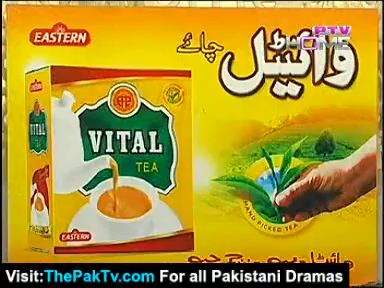 EASTERN
چائے
وائیٹل
PTV
HOME
VITAL
TEA
HAND PICKED TEA
EASTERN
Visit:ThePakTv.com For all Pakistani Dramas